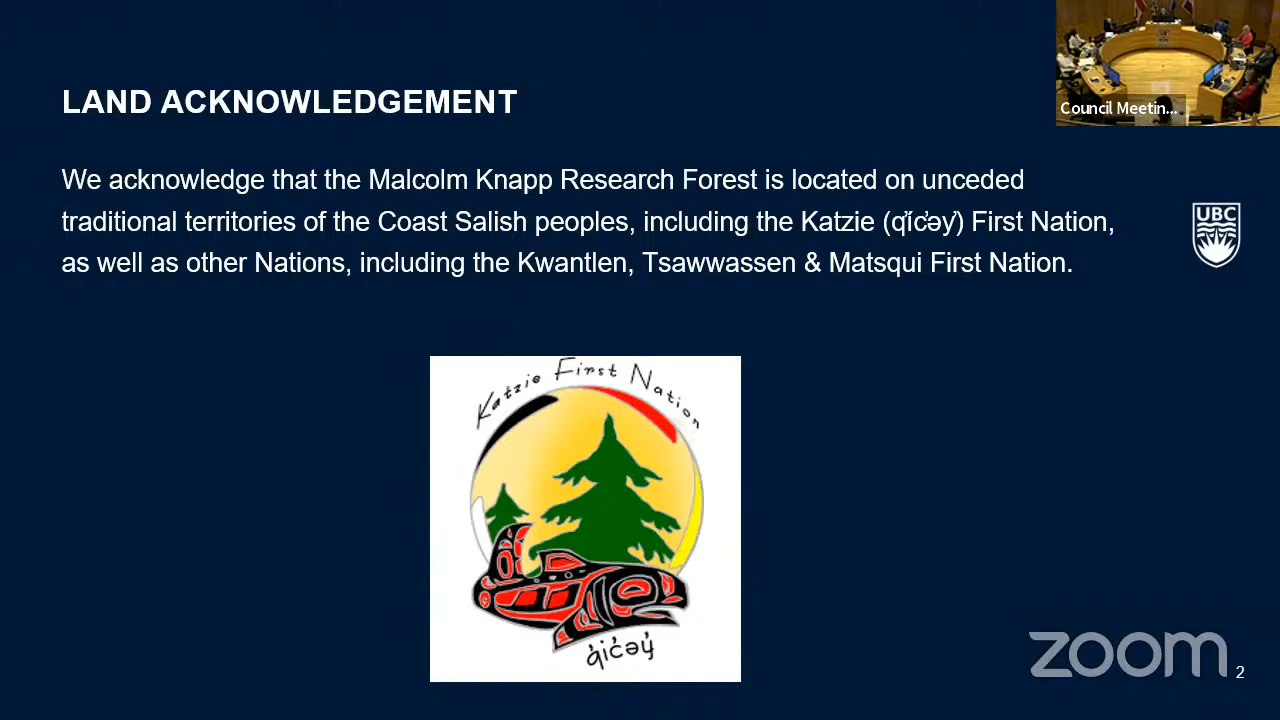 LAND ACKNOWLEDGEMENT
Council Meetin...
We acknowledge that the Malcolm Knapp Research Forest is located on unceded
traditional territories of the Coast Salish peoples, including the Katzie (q̓íc̓əy̓) First Nation,
as well as other Nations, including the Kwantlen, Tsawwassen & Matsqui First Nation.
UBC
Katzie First Nation
q̓ic̓əy̓
zoom
2